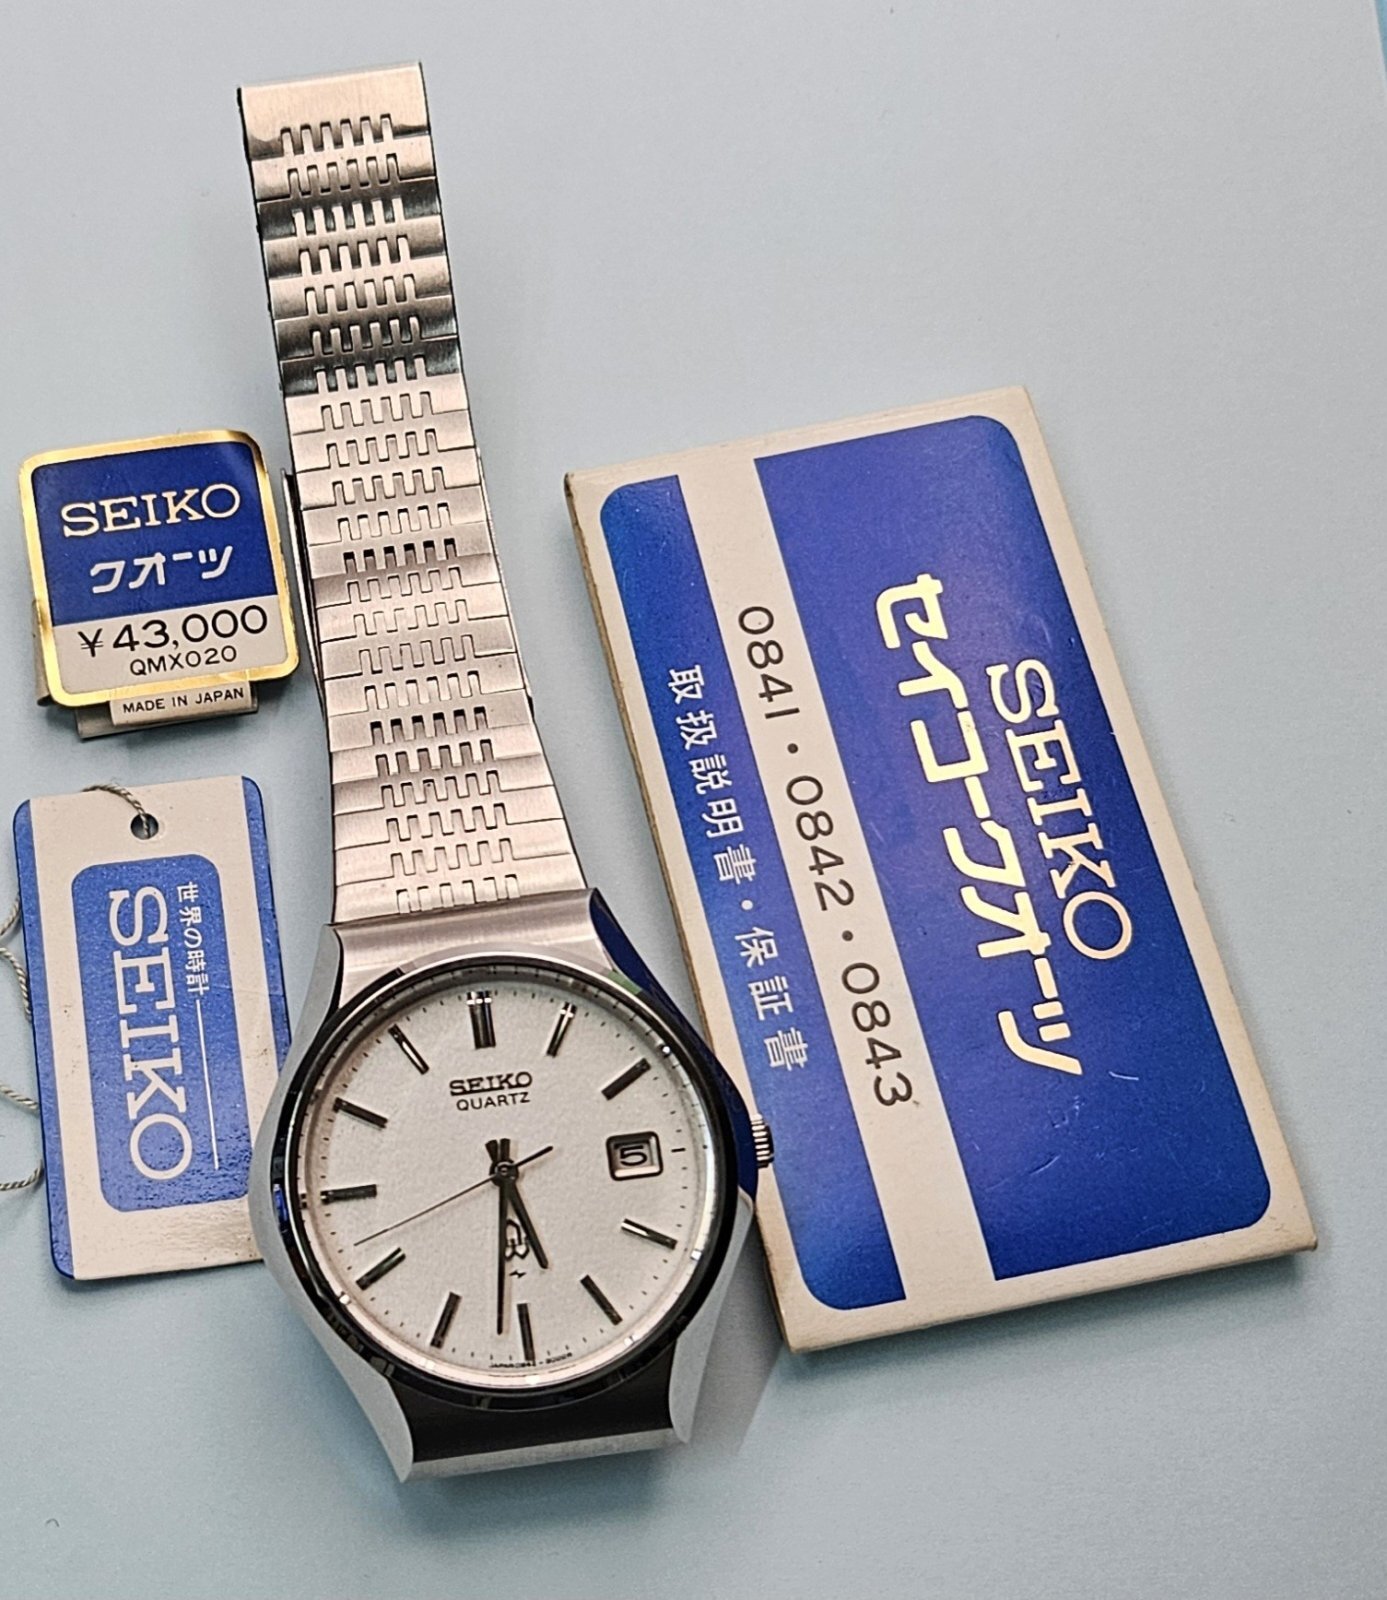 SEIKO
クオーツ
¥43,000
QMX020
MADE IN JAPAN
世界の時計
SEIKO
SEIKO
QUARTZ
5
SEIKO
セイコークオーツ
0841・0842・0843
取扱説明書・保証書